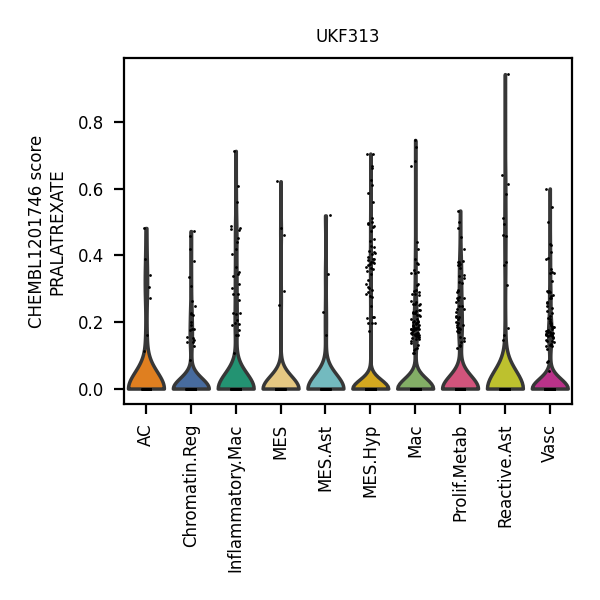 UKF313
CHEMBL1201746 score
PRALATREXATE
0.8
0.6
0.4
0.2
0.0
AC
Chromatin.Reg
Inflammatory.Mac
MES
MES.Ast
MES.Hyp
Mac
Prolif.Metab
Reactive.Ast
Vasc